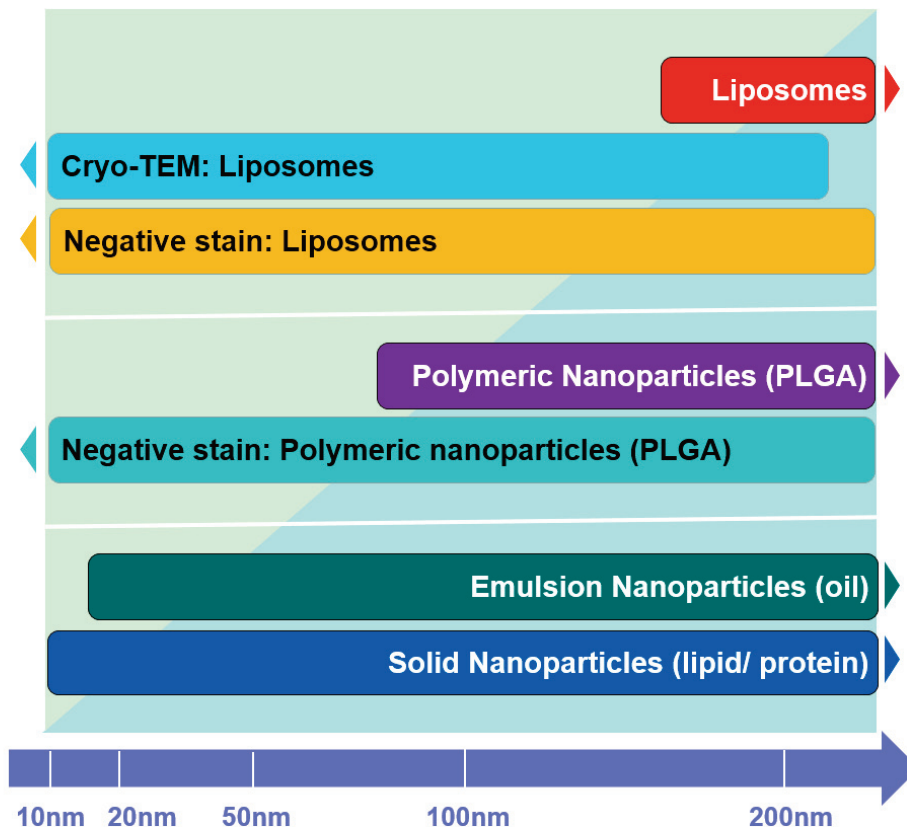 Liposomes
Cryo-TEM: Liposomes
Negative stain: Liposomes
Polymeric Nanoparticles (PLGA)
Negative stain: Polymeric nanoparticles (PLGA)
Emulsion Nanoparticles (oil)
Solid Nanoparticles (lipid/ protein)
10nm 20nm 50nm 100nm 200nm